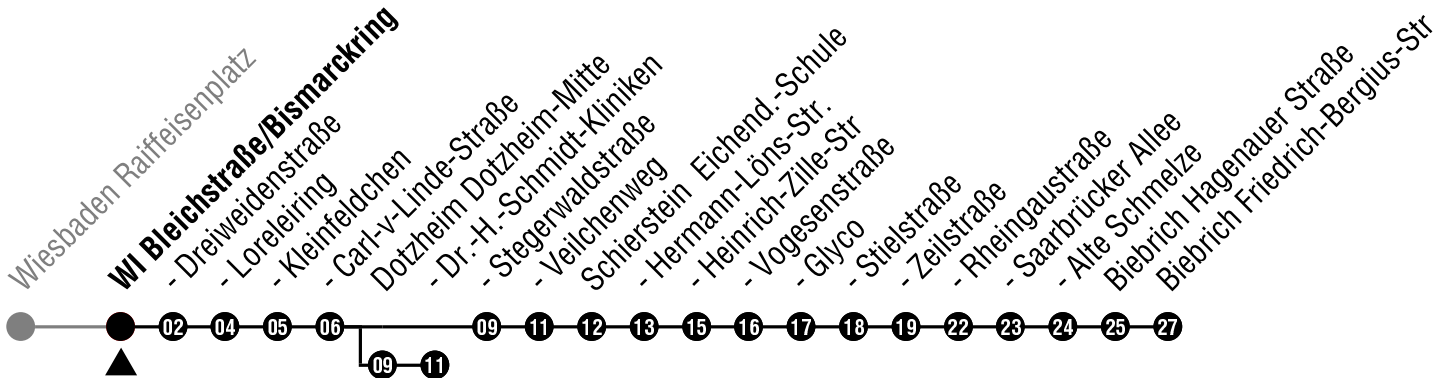 Wiesbaden Raiffeisenplatz
WI Bleichstraße/Bismarckring
- Dreiweidenstraße
- Loreleiring
- Kleinfeldchen
- Carl-v-Linde-Straße
Dotzheim Dotzheim-Mitte
- Dr.-H.-Schmidt-Kliniken
- Stegerwaldstraße
- Veilchenweg
Schierstein Eichend.-Schule
- Hermann-Löns-Str.
- Heinrich-Zille-Str
- Vogesenstraße
- Glyco
- Stielstraße
- Zeilstraße
- Rheingaustraße
- Saarbrücker Allee
- Alte Schmelze
Biebrich Hagenauer Straße
Biebrich Friedrich-Bergius-Str
02 04 05 06 09 11 12 13 15 16 17 18 19 22 23 24 25 27
09 11